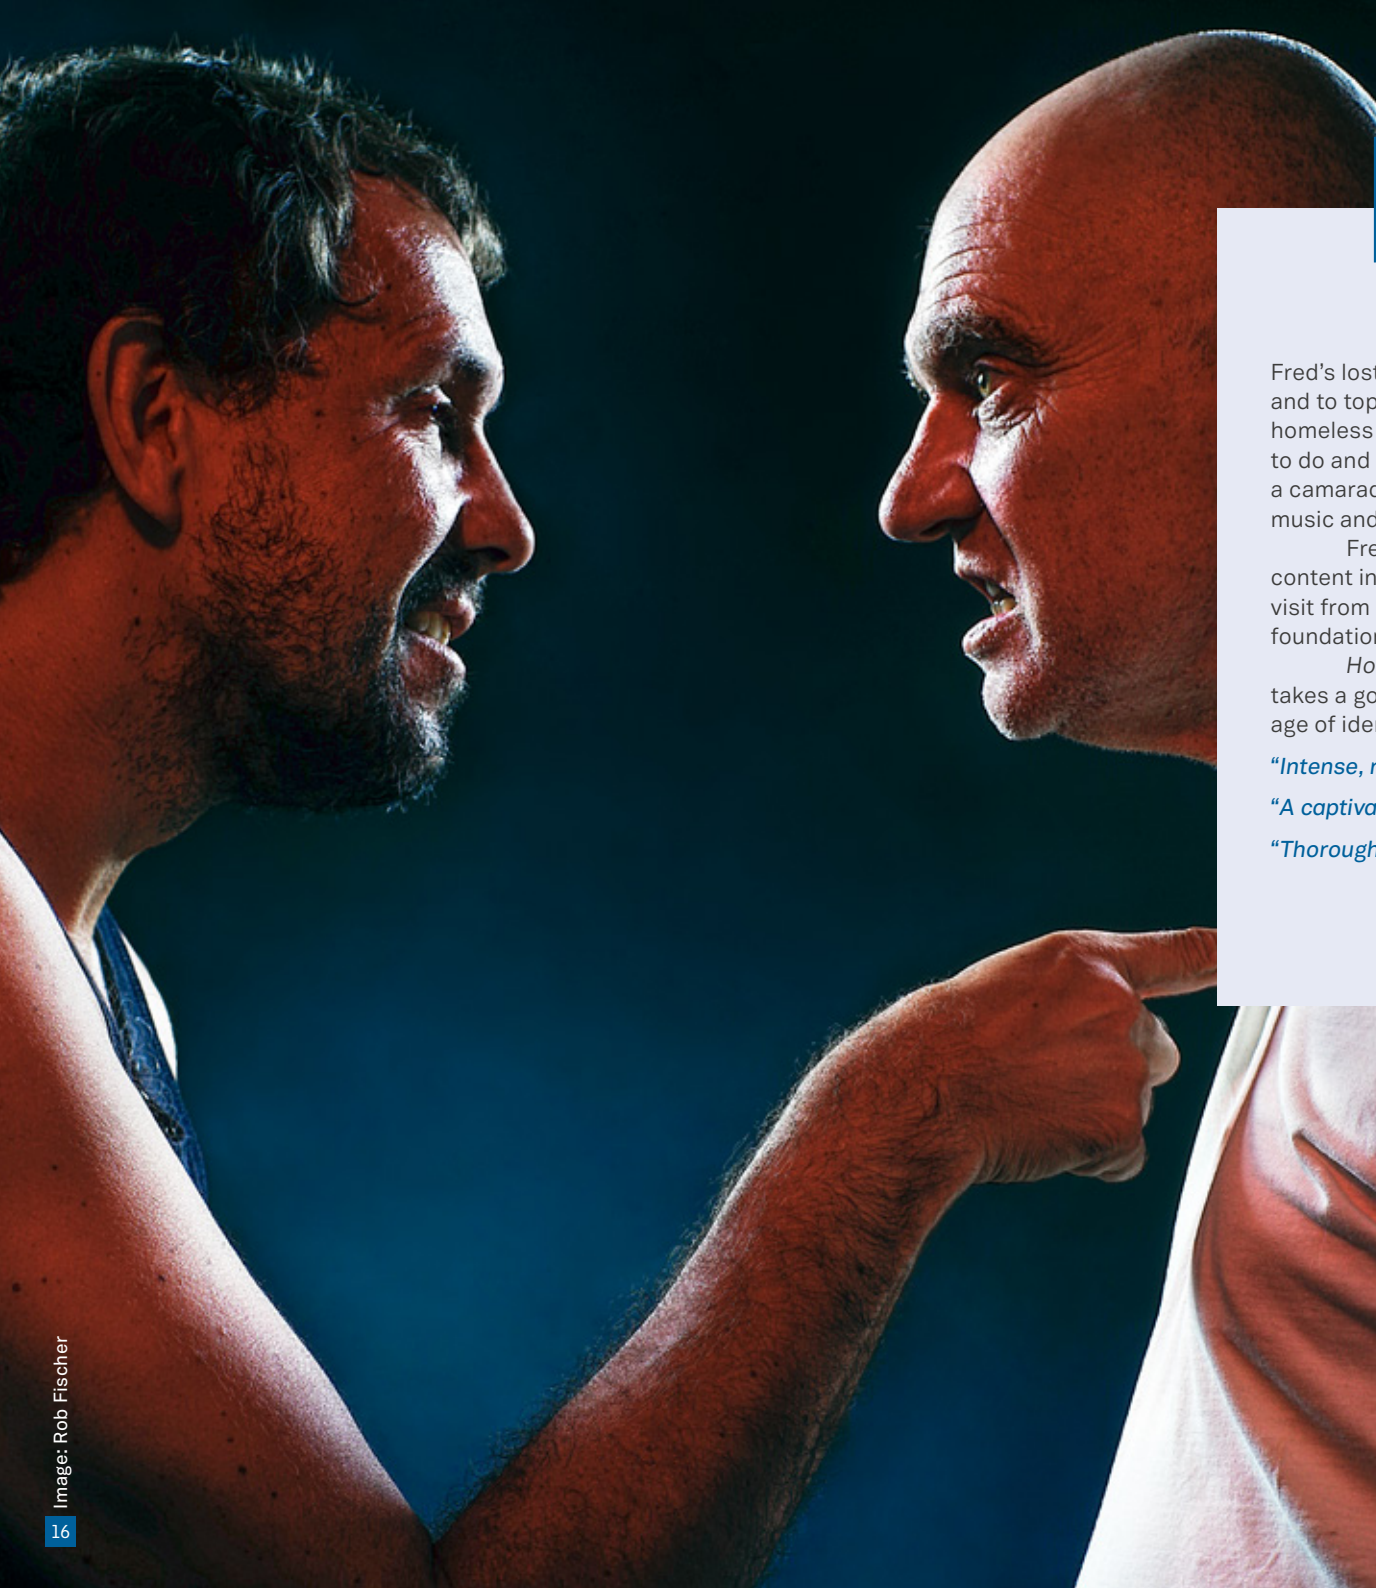 Fred’s lost
and to top
homeless
to do and
a camarad
music and
Fre
content in
visit from
foundation
Ho
takes a go
age of iden
“Intense, r
“A captiva
“Thorough
Image: Rob Fischer
16